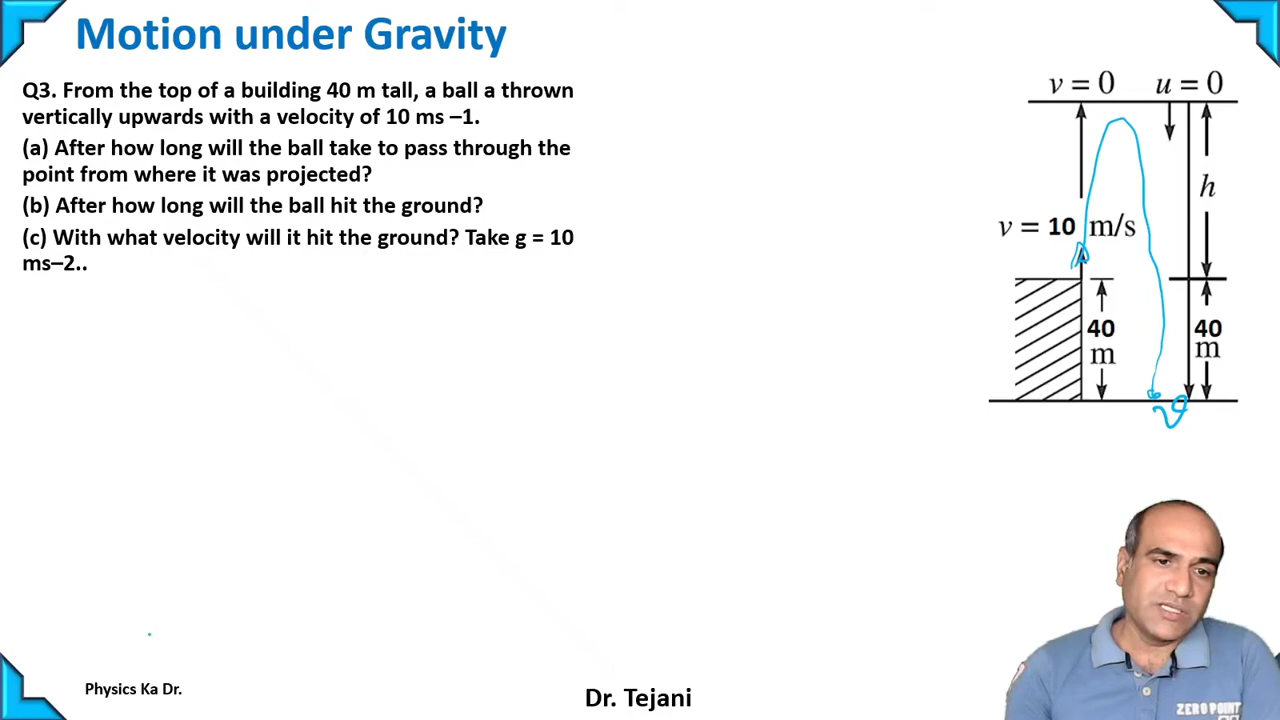 Motion under Gravity
Q3. From the top of a building 40 m tall, a ball a thrown
vertically upwards with a velocity of 10 ms –1.
(a) After how long will the ball take to pass through the
point from where it was projected?
(b) After how long will the ball hit the ground?
(c) With what velocity will it hit the ground? Take g = 10
ms–2..
v = 0 u = 0
h
v = 10 m/s
40
m
40
m
v
Physics Ka Dr.
Dr. Tejani
ZERO POINT